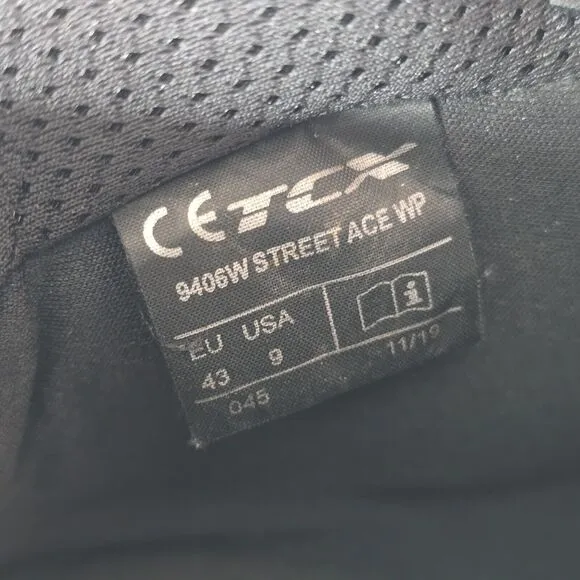 CE TCX
9406W STREET ACE WP
EU USA
43 9
11/19
045